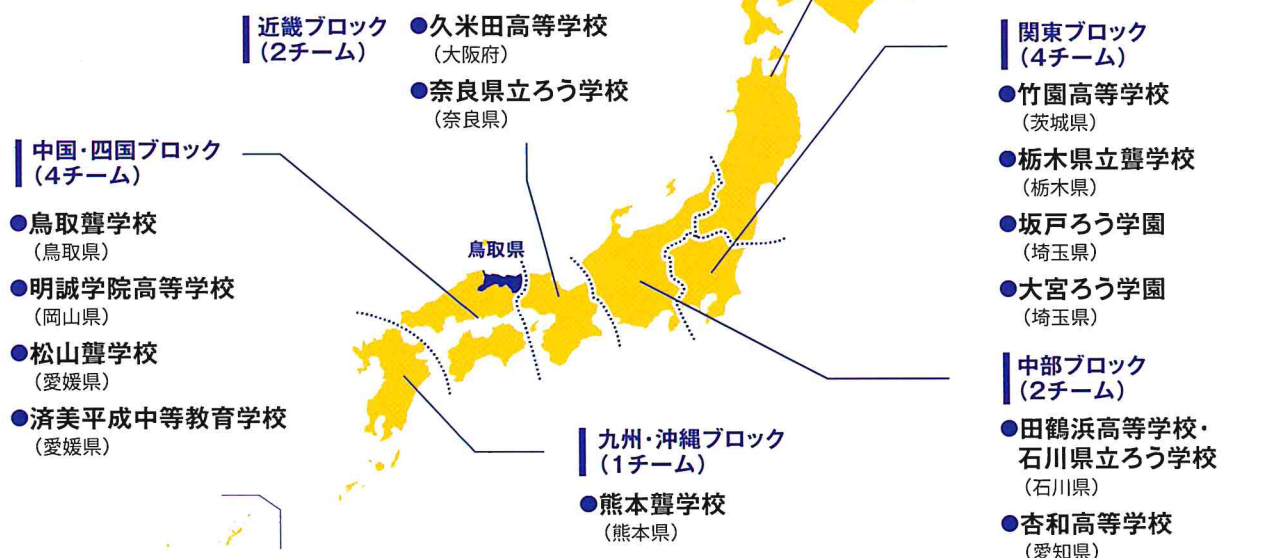 近畿ブロック
（2チーム）
●久米田高等学校
（大阪府）
●奈良県立ろう学校
（奈良県）
中国・四国ブロック
（4チーム）
●鳥取聾学校
（鳥取県）
●明誠学院高等学校
（岡山県）
●松山聾学校
（愛媛県）
●済美平成中等教育学校
（愛媛県）
鳥取県
九州・沖縄ブロック
（1チーム）
●熊本聾学校
（熊本県）
関東ブロック
（4チーム）
●竹園高等学校
（茨城県）
●栃木県立聾学校
（栃木県）
●坂戸ろう学園
（埼玉県）
●大宮ろう学園
（埼玉県）
中部ブロック
（2チーム）
●田鶴浜高等学校・
石川県立ろう学校
（石川県）
●杏和高等学校
（愛知県）